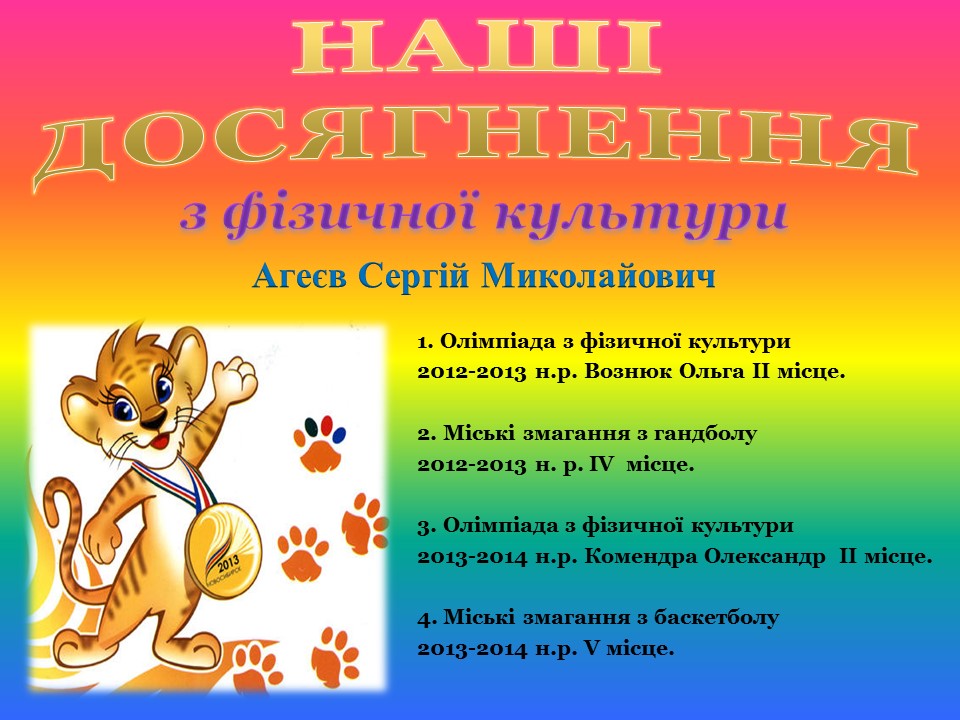 НАШІ
ДОСЯГНЕННЯ
з фізичної культури
Агеєв Сергій Миколайович
1. Олімпіада з фізичної культури
2012-2013 н.р. Вознюк Ольга ІІ місце.
2. Міські змагання з гандболу
2012-2013 н. р. ІV місце.
3. Олімпіада з фізичної культури
2013-2014 н.р. Комендра Олександр ІІ місце.
4. Міські змагання з баскетболу
2013-2014 н.р. V місце.
2013
НОВОСИБИРСК